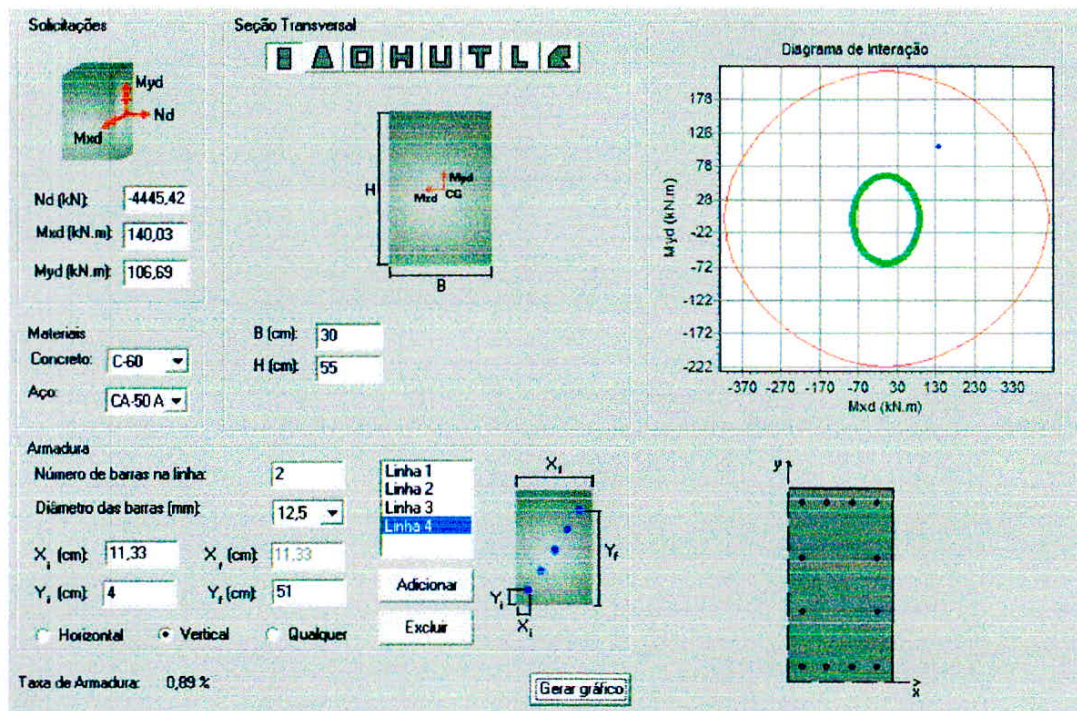 Solicitações
Myd
Nd
Mxd
Nd (kN): -4445,42
Mxd (kN.m): 140,03
Myd (kN.m): 106,69
Seção Transversal
H
Myd
Mxd
CG
B
B (cm): 30
H (cm): 55
Diagrama de Interação
Myd (kN.m)
178
126
78
28
-22
-72
-122
-172
-222
-370 -270 -170 -70 30 130 230 330
Mxd (kN.m)
Materiais
Concreto: C-60
Aço: CA-50 A
Armadura
Número de barras na linha: 2
Diâmetro das barras (mm): 12,5
Xi (cm): 11,33 Xf (cm): 11,33
Yi (cm): 4 Yf (cm): 51
Horizontal Vertical Qualquer
Linha 1
Linha 2
Linha 3
Linha 4
Adicionar
Excluir
Xf
Yf
Yi
Xi
y
x
Taxa de Armadura: 0,89 %
Gerar gráfico